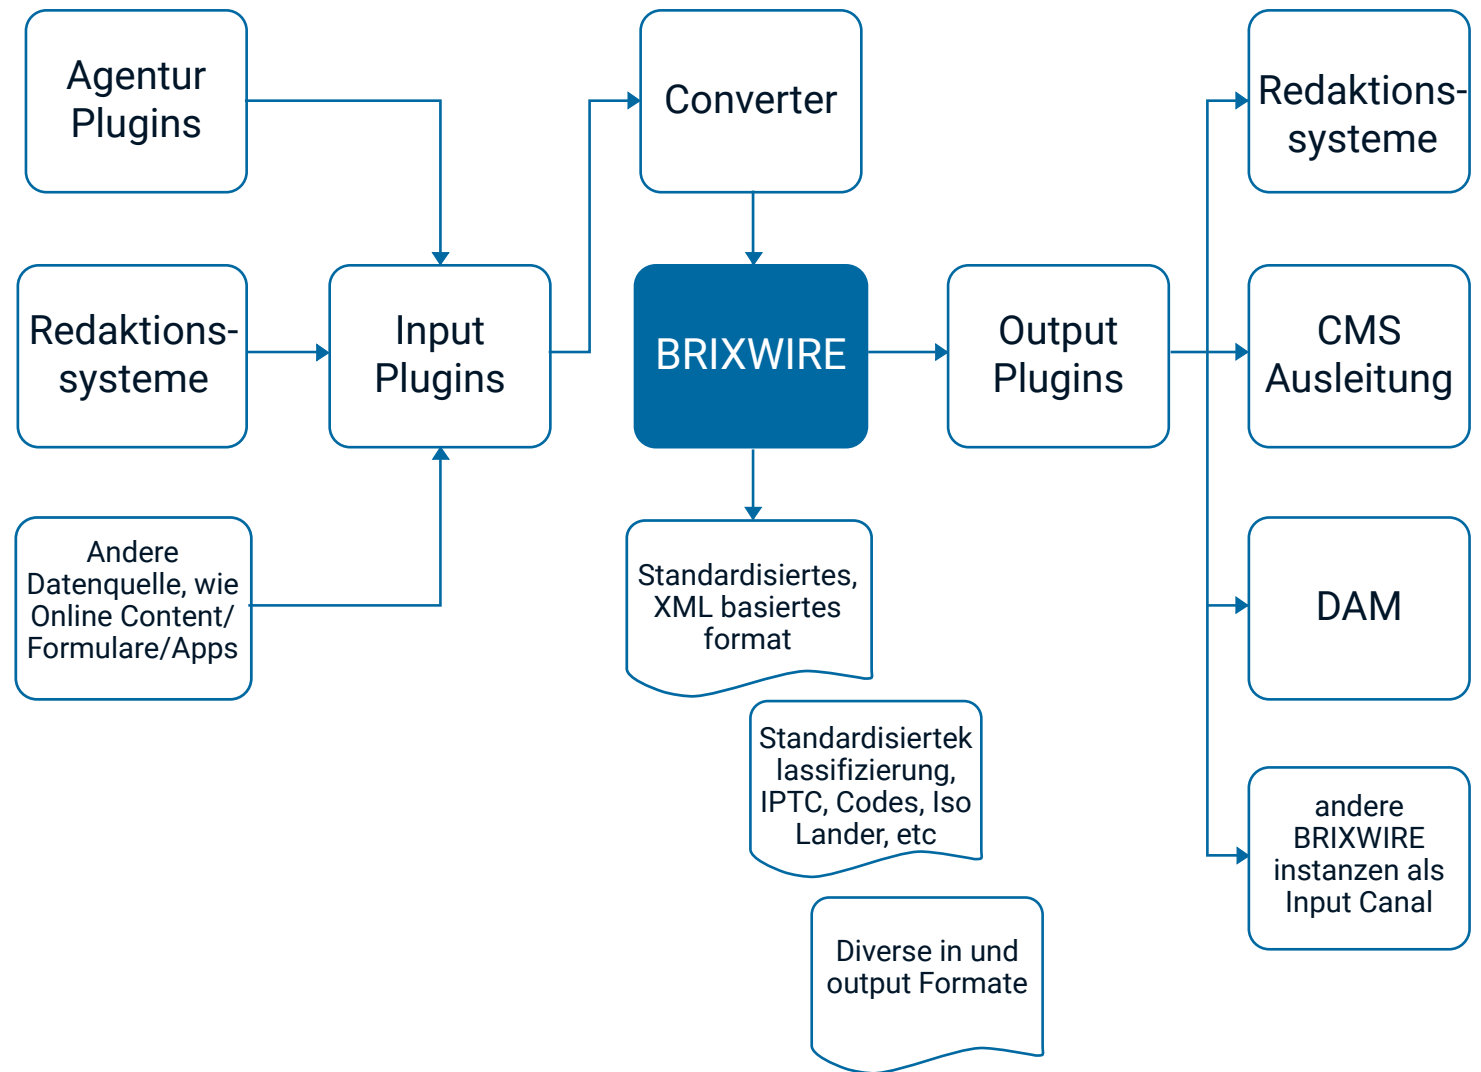 Agentur
Plugins
Converter
Redaktions-
systeme
Redaktions-
systeme
Input
Plugins
BRIXWIRE
Output
Plugins
CMS
Ausleitung
Andere
Datenquelle, wie
Online Content/
Formulare/Apps
Standardisiertes,
XML basiertes
format
DAM
Standardisiertek
lassifizierung,
IPTC, Codes, Iso
Lander, etc
andere
BRIXWIRE
instanzen als
Input Canal
Diverse in und
output Formate